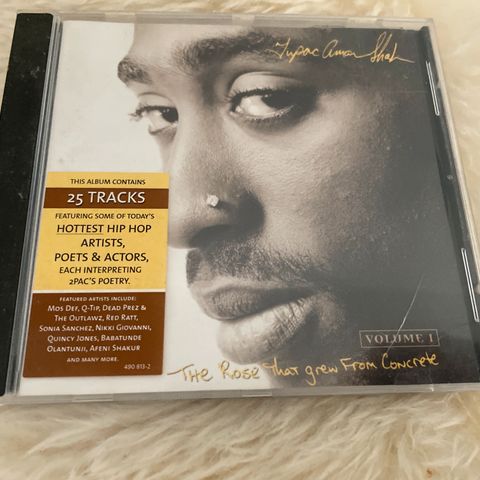 Tupac Amaru Shakur
THIS ALBUM CONTAINS
25 TRACKS
FEATURING SOME OF TODAY'S
HOTTEST HIP HOP
ARTISTS,
POETS & ACTORS,
EACH INTERPRETING
2PAC'S POETRY.
FEATURED ARTISTS INCLUDE:
MOS DEF, Q-TIP, DEAD PREZ &
THE OUTLAWZ, RED RATT,
SONIA SANCHEZ, NIKKI GIOVANNI,
QUINCY JONES, BABATUNDE
OLANTUNJI, AFENI SHAKUR
AND MANY MORE.
490 813-2
VOLUME 1
THE ROSE THAT grew From Concrete